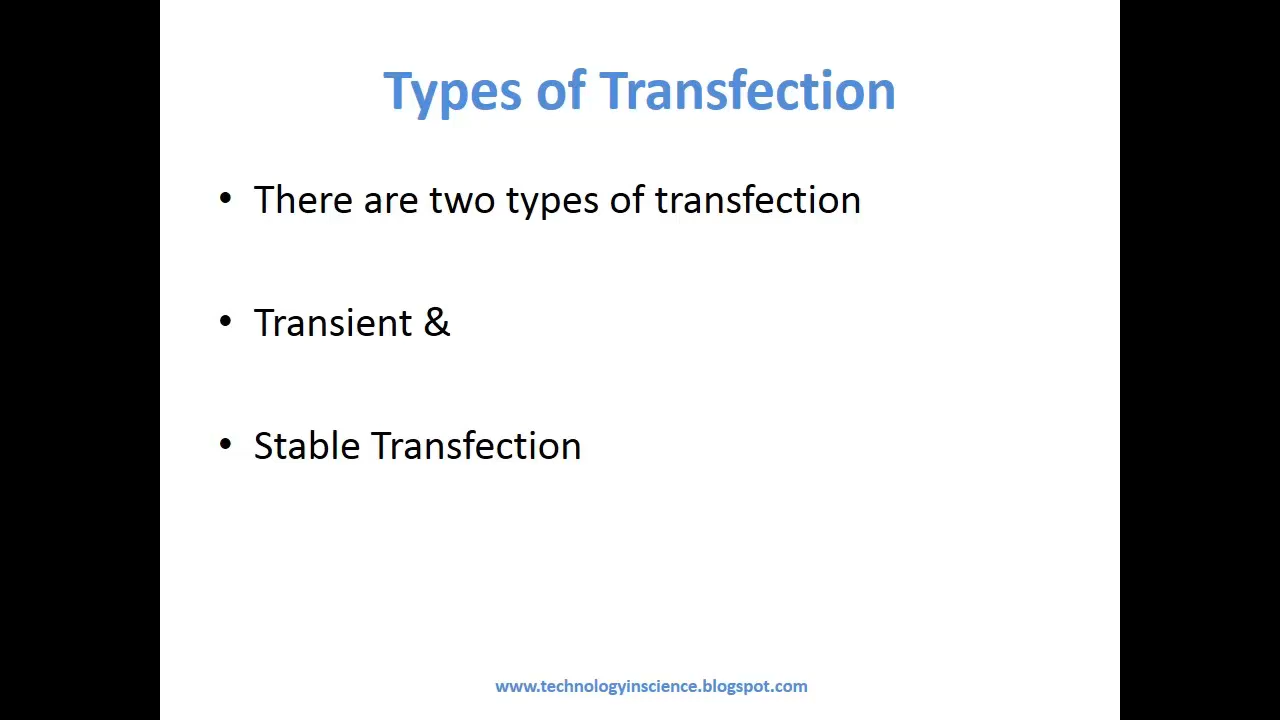 Types of Transfection
• There are two types of transfection
• Transient &
• Stable Transfection
www.technologyinscience.blogspot.com